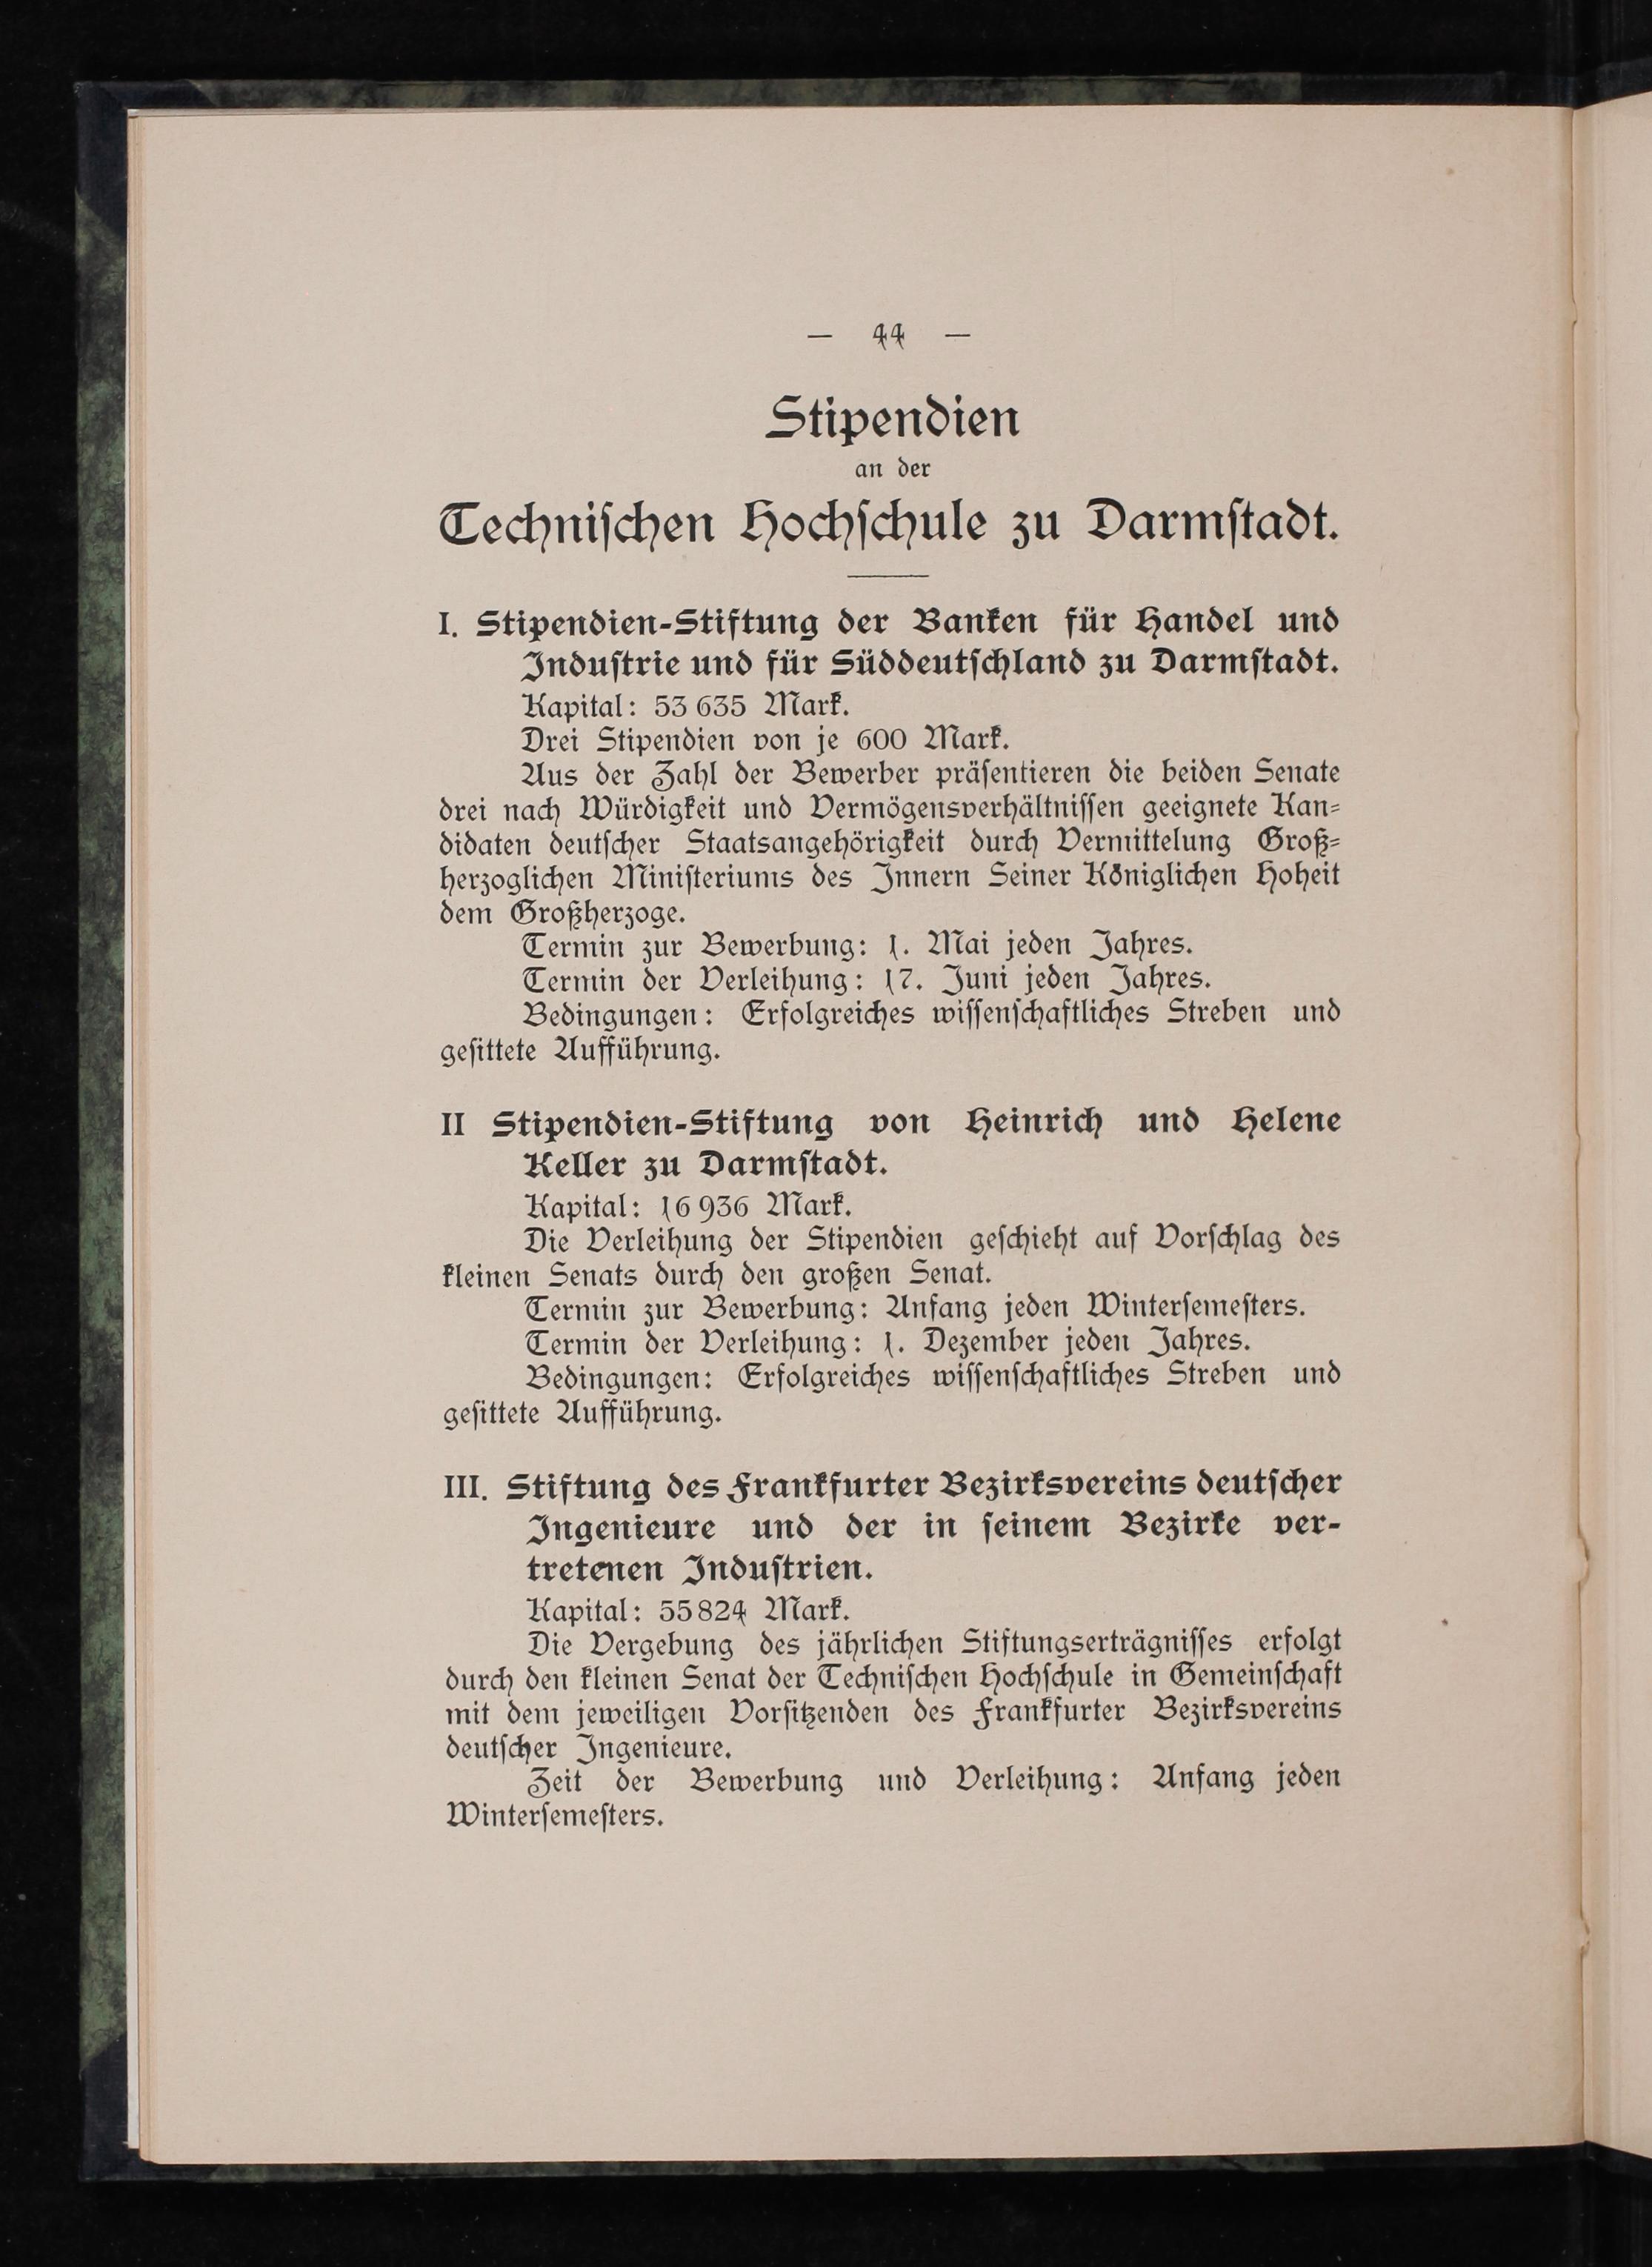 — 44 —
Stipendien
an der
Technischen Hochschule zu Darmstadt.
I. Stipendien-Stiftung der Banken für Handel und
Industrie und für Süddeutschland zu Darmstadt.
Kapital: 53 635 Mark.
Drei Stipendien von je 600 Mark.
Aus der Zahl der Bewerber präsentieren die beiden Senate
drei nach Würdigkeit und Vermögensverhältnissen geeignete Kan-
didaten deutscher Staatsangehörigkeit durch Vermittelung Groß-
herzoglichen Ministeriums des Innern Seiner Königlichen Hoheit
dem Großherzoge.
Termin zur Bewerbung: 1. Mai jeden Jahres.
Termin der Verleihung: 17. Juni jeden Jahres.
Bedingungen: Erfolgreiches wissenschaftliches Streben und
gesittete Aufführung.
II Stipendien-Stiftung von Heinrich und Helene
Keller zu Darmstadt.
Kapital: 16 936 Mark.
Die Verleihung der Stipendien geschieht auf Vorschlag des
kleinen Senats durch den großen Senat.
Termin zur Bewerbung: Anfang jeden Wintersemesters.
Termin der Verleihung: 1. Dezember jeden Jahres.
Bedingungen: Erfolgreiches wissenschaftliches Streben und
gesittete Aufführung.
III. Stiftung des Frankfurter Bezirksvereins deutscher
Ingenieure und der in seinem Bezirke ver-
tretenen Industrien.
Kapital: 55 824 Mark.
Die Vergebung des jährlichen Stiftungserträgnisses erfolgt
durch den kleinen Senat der Technischen Hochschule in Gemeinschaft
mit dem jeweiligen Vorsitzenden des Frankfurter Bezirksvereins
deutscher Ingenieure.
Zeit der Bewerbung und Verleihung: Anfang jeden
Wintersemesters.